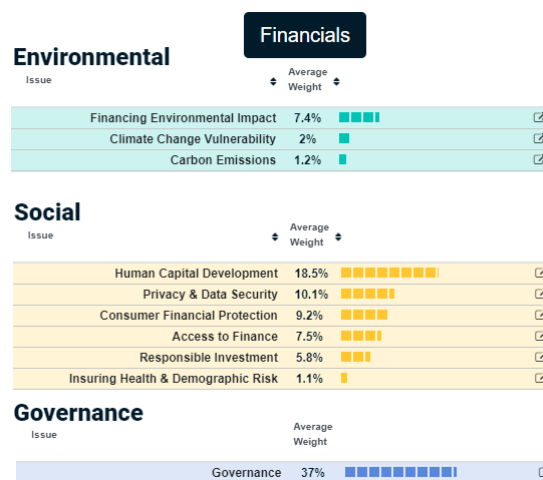 Financials
Environmental
Issue
Average
Weight
Financing Environmental Impact 7.4%
Climate Change Vulnerability 2%
Carbon Emissions 1.2%
Social
Issue
Average
Weight
Human Capital Development 18.5%
Privacy & Data Security 10.1%
Consumer Financial Protection 9.2%
Access to Finance 7.5%
Responsible Investment 5.8%
Insuring Health & Demographic Risk 1.1%
Governance
Issue
Average
Weight
Governance 37%